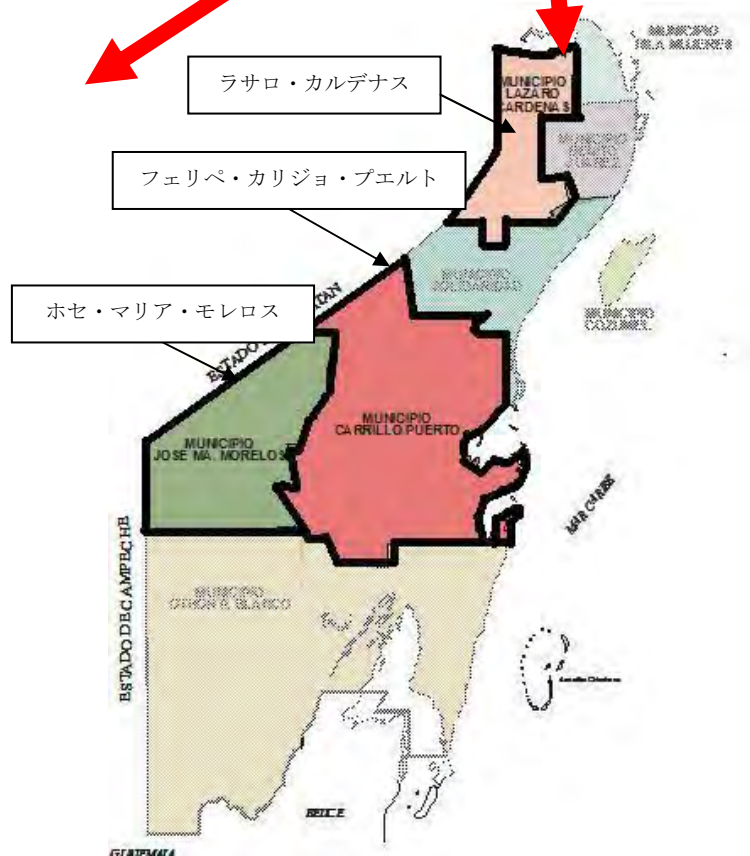 MUNICIPIO
ISLA MUJERES
ラサロ・カルデナス
MUNICIPIO
LAZARO
CARDENAS
MUNICIPIO
BENITO
JUAREZ
フェリペ・カリジョ・プエルト
MUNICIPIO
SOLIDARIDAD
MUNICIPIO
COZUMEL
ホセ・マリア・モレロス
ESTADO
TAN
MUNICIPIO
CARRILLO PUERTO
MUNICIPIO
JOSE MA. MORELOS
MAR CARIBE
ESTADO DE CAMPECHE
MUNICIPIO
OTHON P. BLANCO
BELICE
GUATEMALA